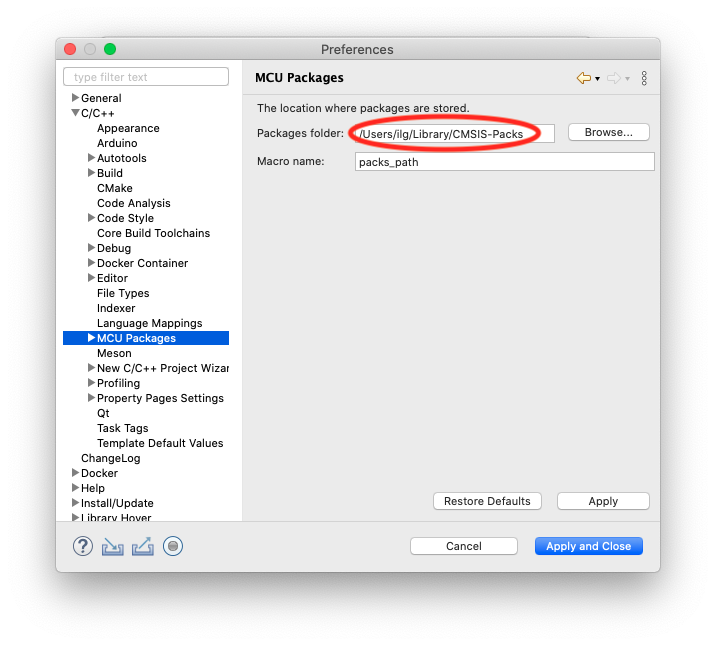 Preferences
type filter text
General
C/C++
Appearance
Arduino
Autotools
Build
CMake
Code Analysis
Code Style
Core Build Toolchains
Debug
Docker Container
Editor
File Types
Indexer
Language Mappings
MCU Packages
Meson
New C/C++ Project Wizar
Profiling
Property Pages Settings
Qt
Task Tags
Template Default Values
ChangeLog
Docker
Help
Install/Update
Library Hover
MCU Packages
The location where packages are stored.
Packages folder: /Users/ilg/Library/CMSIS-Packs Browse...
Macro name: packs_path
Restore Defaults Apply
? Cancel Apply and Close